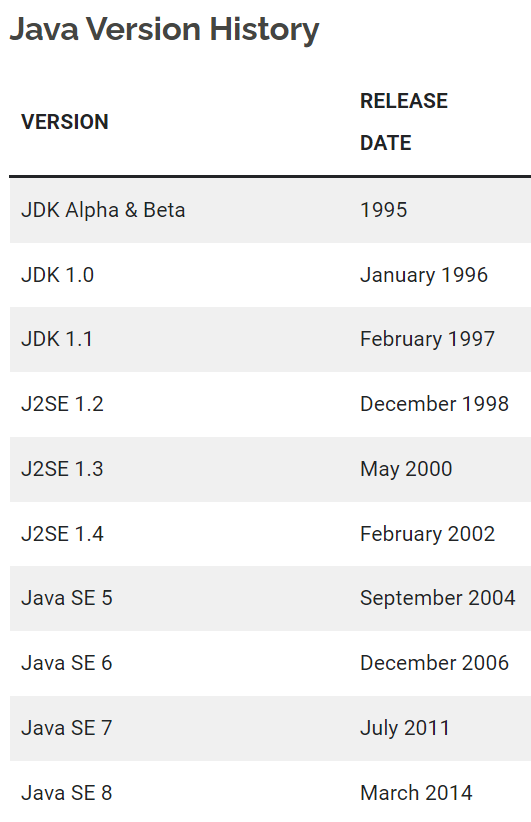 Java Version History
VERSION
RELEASE
DATE
JDK Alpha & Beta 1995
JDK 1.0 January 1996
JDK 1.1 February 1997
J2SE 1.2 December 1998
J2SE 1.3 May 2000
J2SE 1.4 February 2002
Java SE 5 September 2004
Java SE 6 December 2006
Java SE 7 July 2011
Java SE 8 March 2014